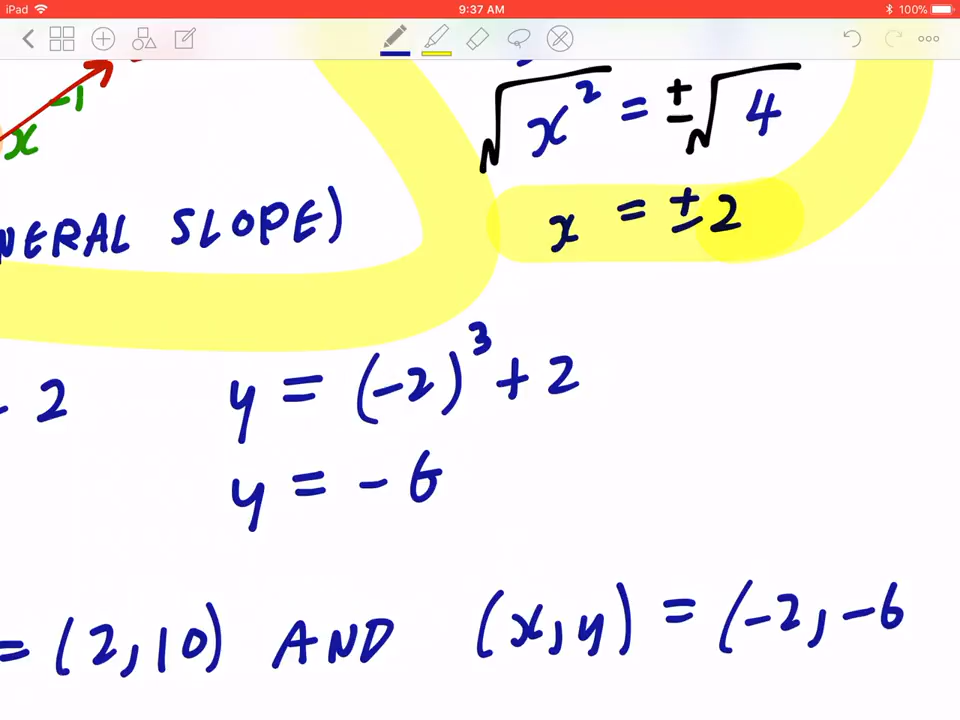 iPad 9:37 AM 100%
x^-1
√x² = ±√4
x = ±2
NERAL SLOPE)
2 y = (-2)³ + 2
y = -6
= (2,10) AND (x,y) = (-2,-6